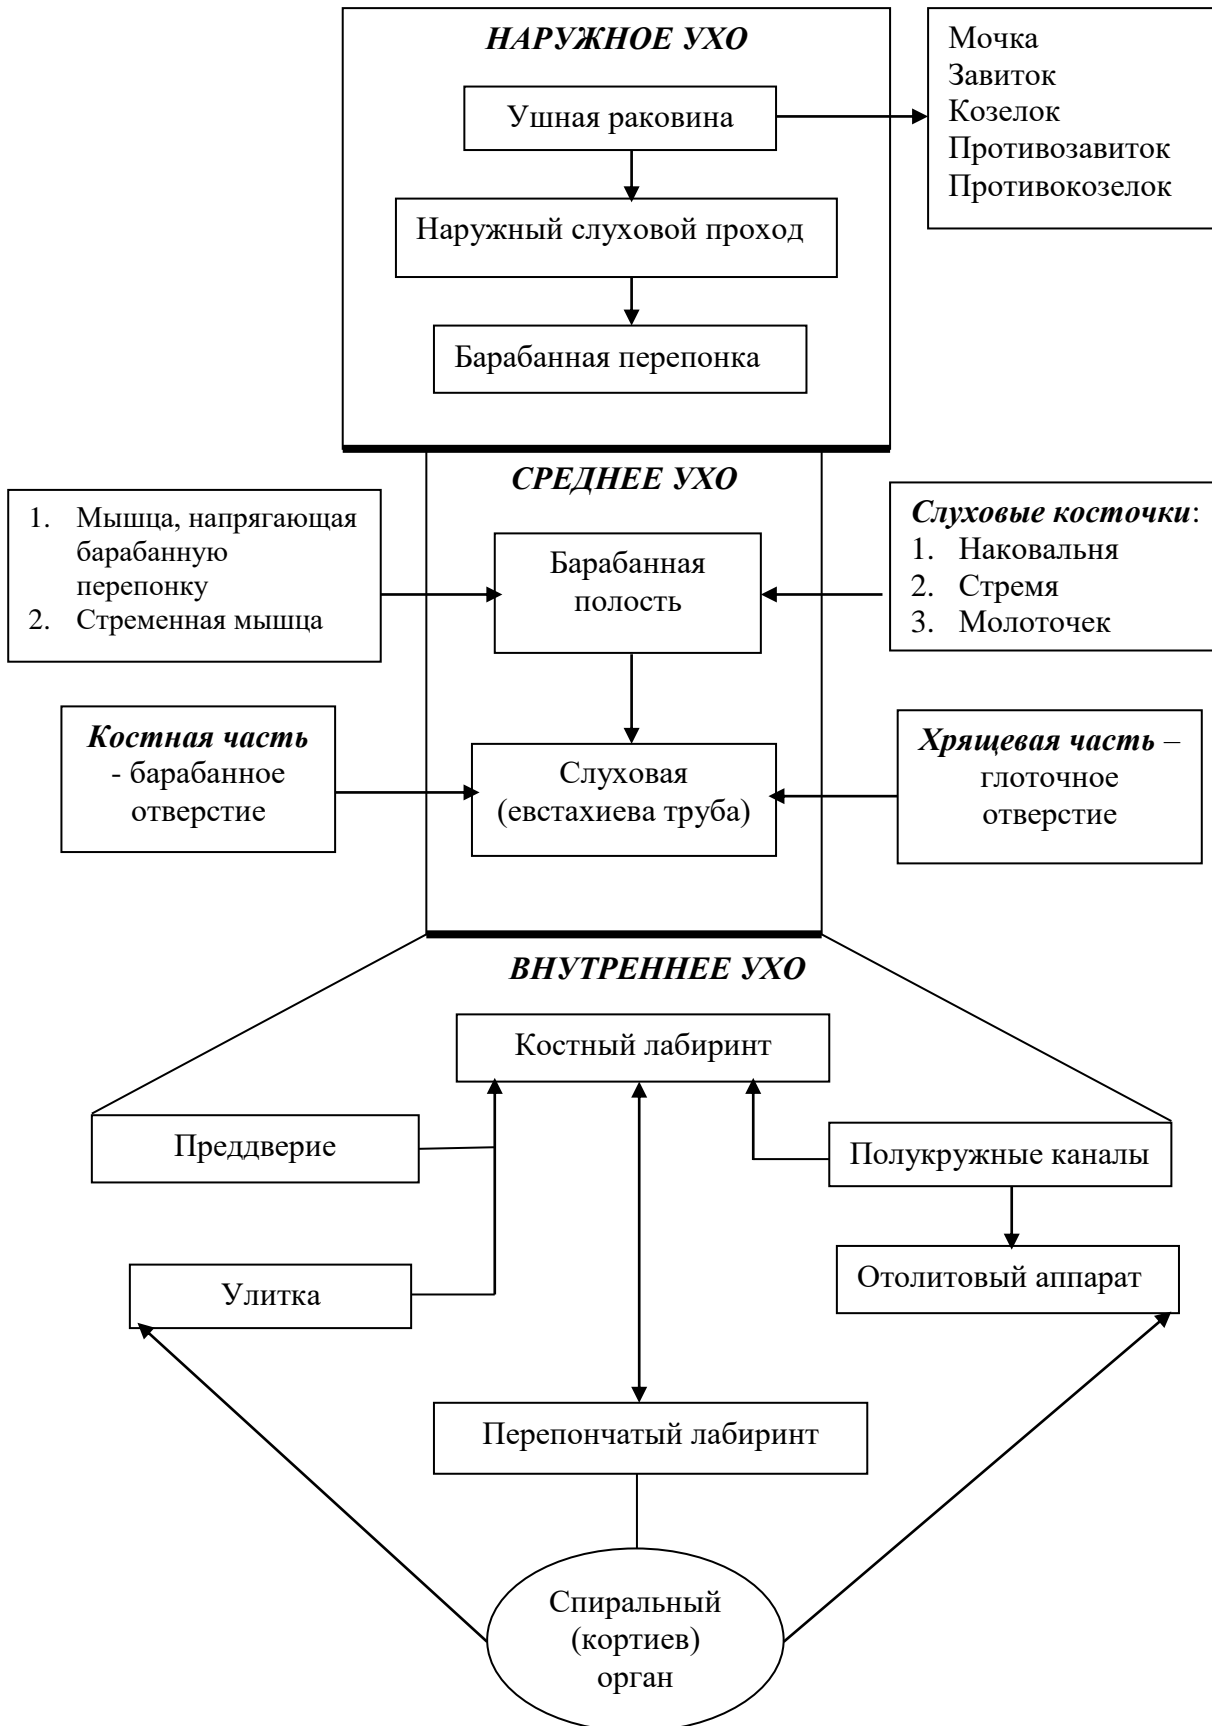 НАРУЖНОЕ УХО
Ушная раковина
Мочка
Завиток
Козелок
Противозавиток
Противокозелок
Наружный слуховой проход
Барабанная перепонка
СРЕДНЕЕ УХО
1. Мышца, напрягающая
барабанную
перепонку
2. Стременная мышца
Барабанная
полость
Слуховые косточки:
1. Наковальня
2. Стремя
3. Молоточек
Костная часть
- барабанное
отверстие
Слуховая
(евстахиева труба)
Хрящевая часть –
глоточное
отверстие
ВНУТРЕННЕЕ УХО
Костный лабиринт
Преддверие
Полукружные каналы
Улитка
Отолитовый аппарат
Перепончатый лабиринт
Спиральный
(кортиев)
орган